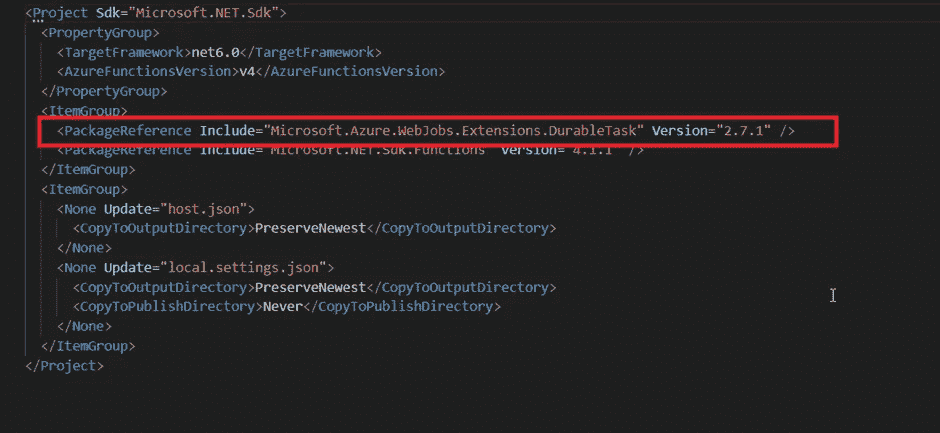 <Project Sdk="Microsoft.NET.Sdk">
<PropertyGroup>
<TargetFramework>net6.0</TargetFramework>
<AzureFunctionsVersion>v4</AzureFunctionsVersion>
</PropertyGroup>
<ItemGroup>
<PackageReference Include="Microsoft.Azure.WebJobs.Extensions.DurableTask" Version="2.7.1" />
<PackageReference Include="Microsoft.NET.Sdk.Functions" Version="4.1.1" />
</ItemGroup>
<ItemGroup>
<None Update="host.json">
<CopyToOutputDirectory>PreserveNewest</CopyToOutputDirectory>
</None>
<None Update="local.settings.json">
<CopyToOutputDirectory>PreserveNewest</CopyToOutputDirectory>
<CopyToPublishDirectory>Never</CopyToPublishDirectory>
</None>
</ItemGroup>
</Project>